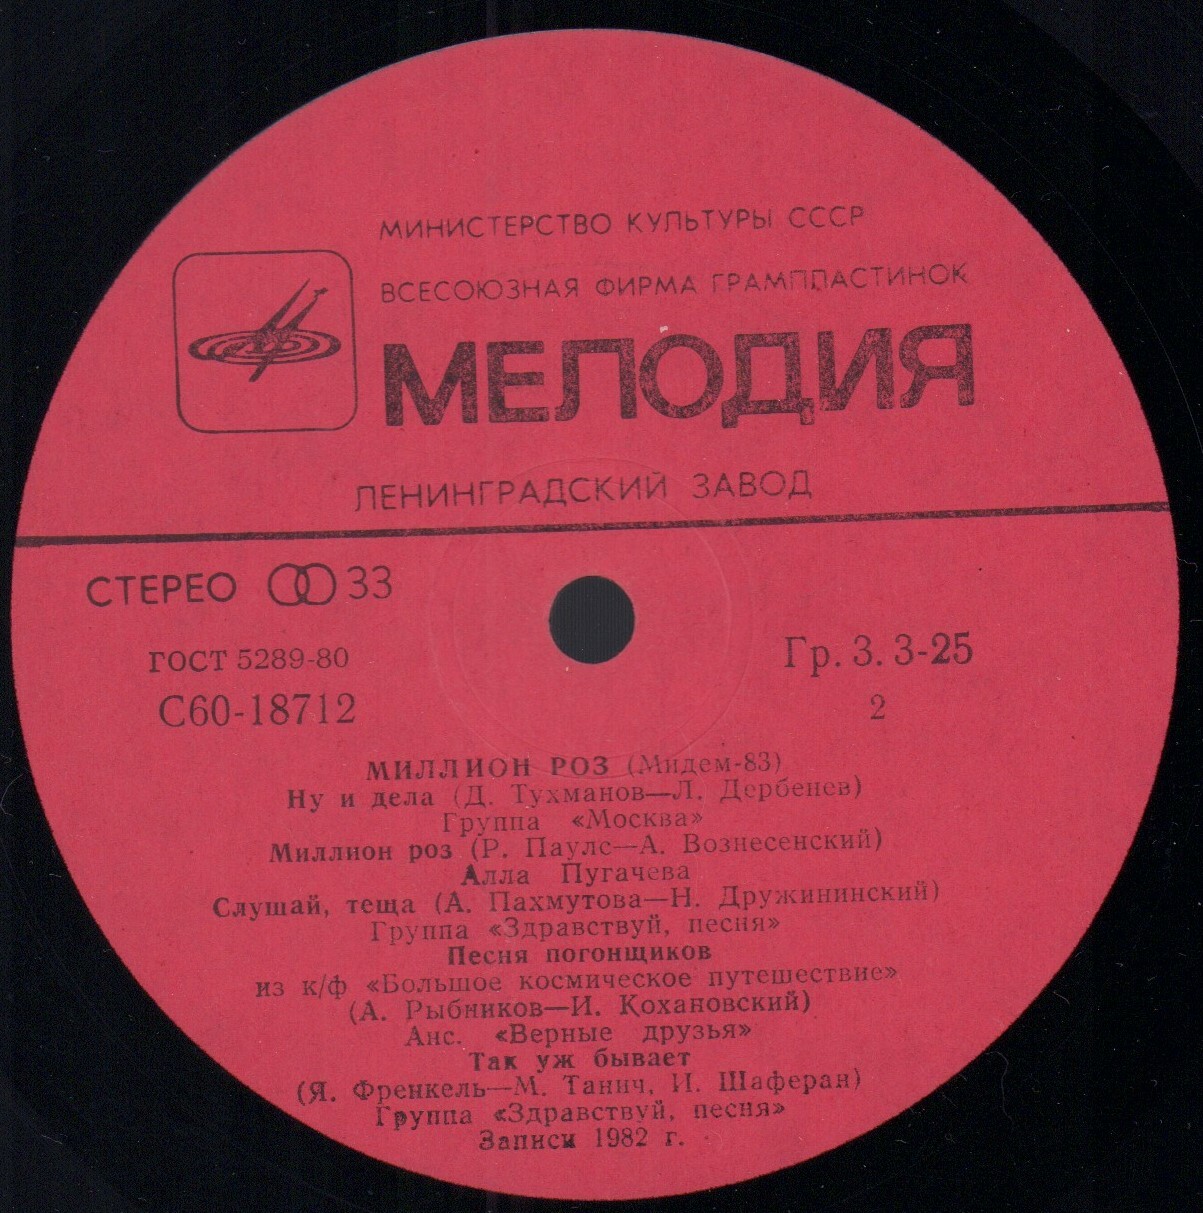 МИНИСТЕРСТВО КУЛЬТУРЫ СССР
ВСЕСОЮЗНАЯ ФИРМА ГРАМПЛАСТИНОК
МЕЛОДИЯ
ЛЕНИНГРАДСКИЙ ЗАВОД
СТЕРЕО 33
ГОСТ 5289-80
С60-18712
Гр. 3. 3-25
2
МИЛЛИОН РОЗ (Мидем-83)
Ну и дела (Д. Тухманов—Л. Дербенев)
Группа «Москва»
Миллион роз (Р. Паулс—А. Вознесенский)
Алла Пугачева
Слушай, теща (А. Пахмутова—Н. Дружининский)
Группа «Здравствуй, песня»
Песня погонщиков
из к/ф «Большое космическое путешествие»
(А. Рыбников—И. Кохановский)
Анс. «Верные друзья»
Так уж бывает
(Я. Френкель—М. Танич, И. Шаферан)
Группа «Здравствуй, песня»
Записи 1982 г.